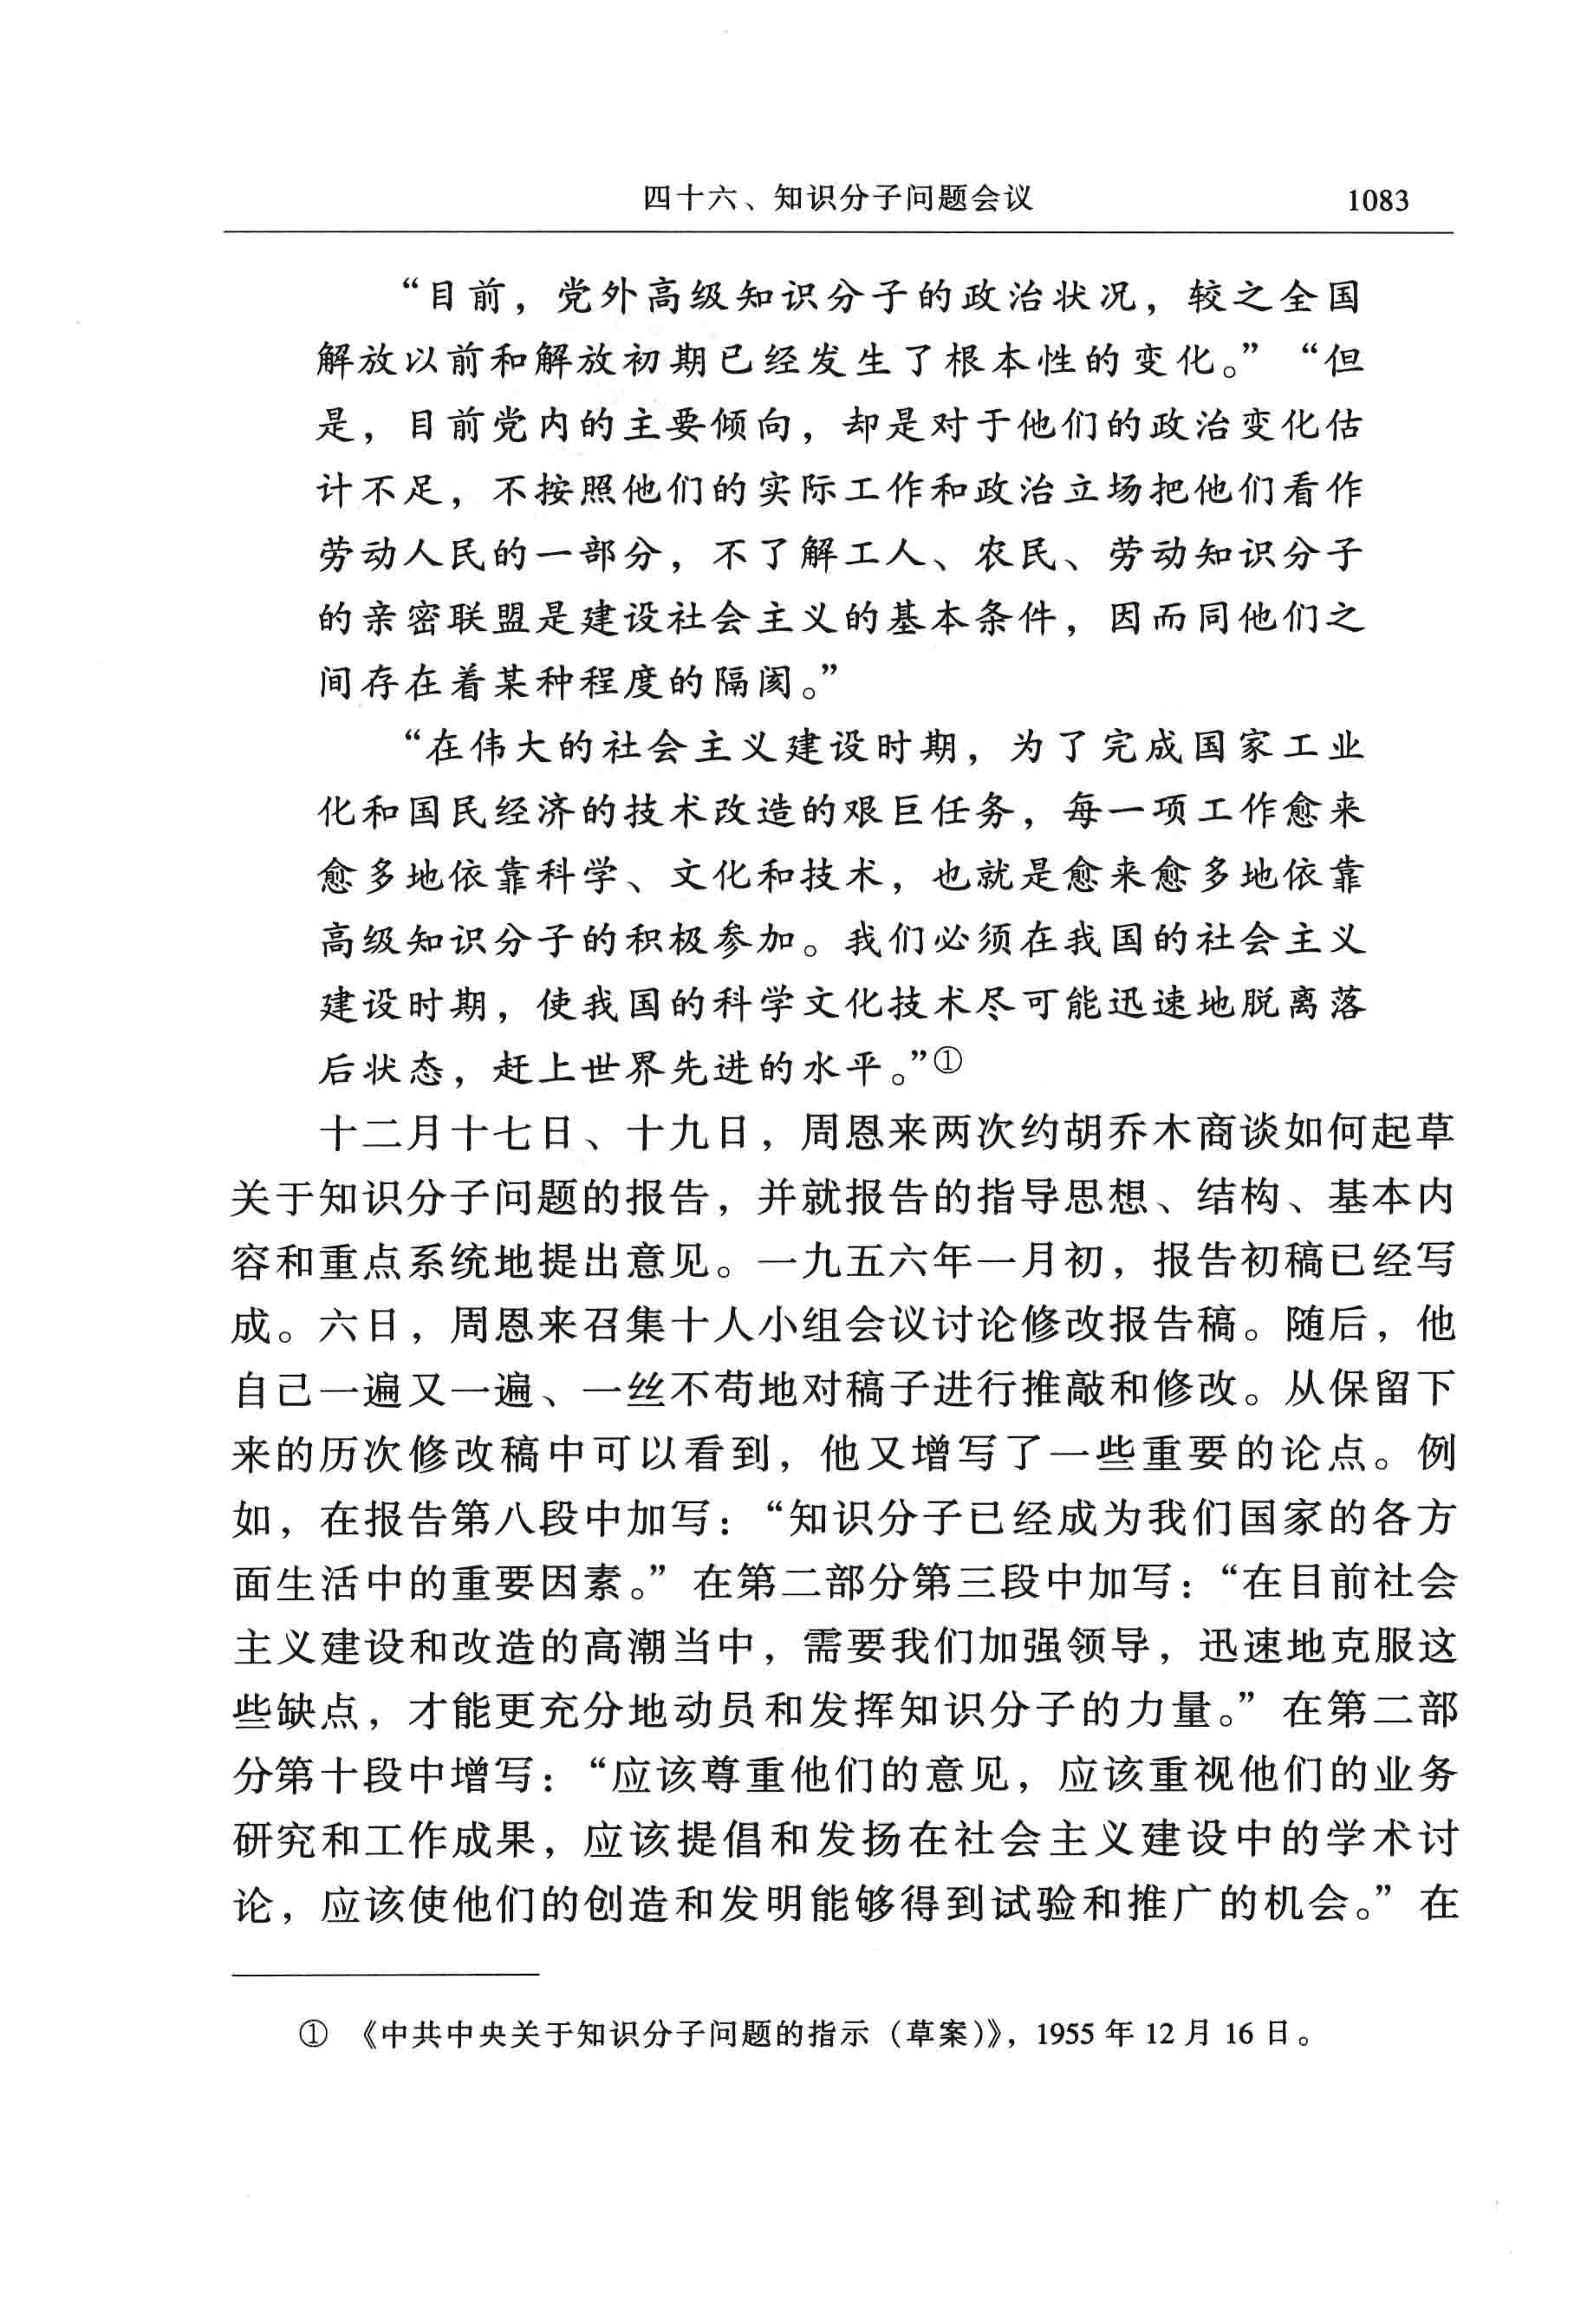 四十六、知识分子问题会议 1083
“目前，党外高级知识分子的政治状况，较之全国
解放以前和解放初期已经发生了根本性的变化。”“但
是，目前党内的主要倾向，却是对于他们的政治变化估
计不足，不按照他们的实际工作和政治立场把他们看作
劳动人民的一部分，不了解工人、农民、劳动知识分子
的亲密联盟是建设社会主义的基本条件，因而同他们之
间存在着某种程度的隔阂。”
“在伟大的社会主义建设时期，为了完成国家工业
化和国民经济的技术改造的艰巨任务，每一项工作愈来
愈多地依靠科学、文化和技术，也就是愈来愈多地依靠
高级知识分子的积极参加。我们必须在我国的社会主义
建设时期，使我国的科学文化技术尽可能迅速地脱离落
后状态，赶上世界先进的水平。”①
十二月十七日、十九日，周恩来两次约胡乔木商谈如何起草
关于知识分子问题的报告，并就报告的指导思想、结构、基本内
容和重点系统地提出意见。一九五六年一月初，报告初稿已经写
成。六日，周恩来召集十人小组会议讨论修改报告稿。随后，他
自己一遍又一遍、一丝不苟地对稿子进行推敲和修改。从保留下
来的历次修改稿中可以看到，他又增写了一些重要的论点。例
如，在报告第八段中加写：“知识分子已经成为我们国家的各方
面生活中的重要因素。”在第二部分第三段中加写：“在目前社会
主义建设和改造的高潮当中，需要我们加强领导，迅速地克服这
些缺点，才能更充分地动员和发挥知识分子的力量。”在第二部
分第十段中增写：“应该尊重他们的意见，应该重视他们的业务
研究和工作成果，应该提倡和发扬在社会主义建设中的学术讨
论，应该使他们的创造和发明能够得到试验和推广的机会。”在
① 《中共中央关于知识分子问题的指示（草案）》，1955 年 12 月 16 日。